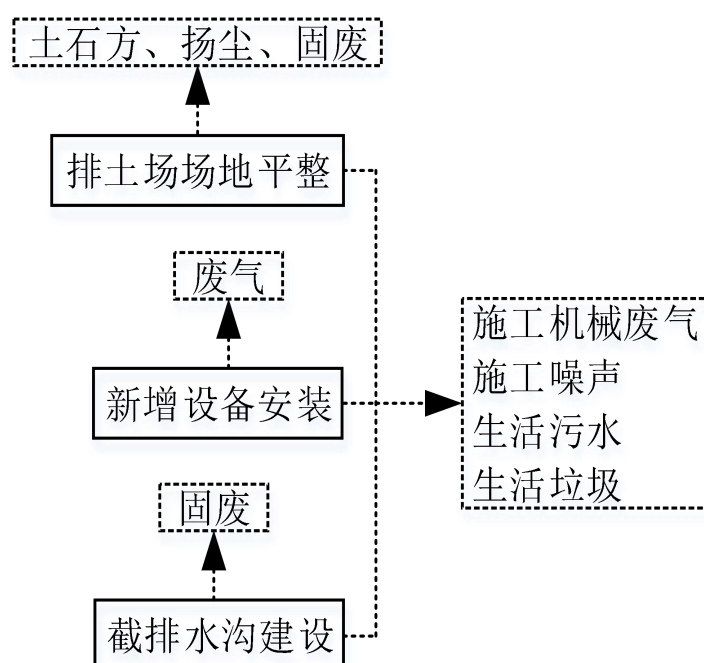 土石方、扬尘、固废
排土场场地平整
废气
新增设备安装
施工机械废气
施工噪声
生活污水
生活垃圾
固废
截排水沟建设